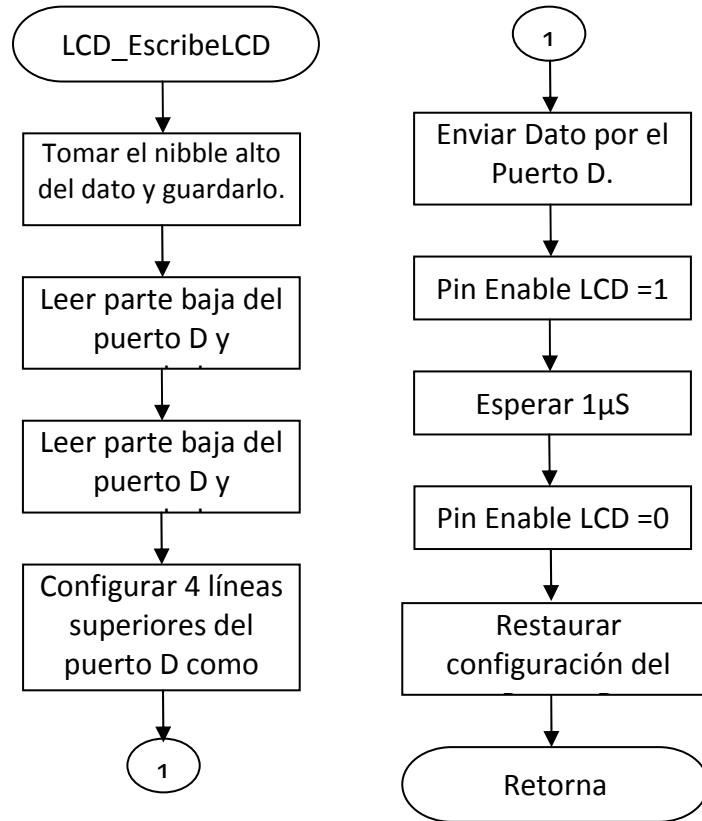 LCD_EscribeLCD
Tomar el nibble alto
del dato y guardarlo.
Leer parte baja del
puerto D y
Leer parte baja del
puerto D y
Configurar 4 líneas
superiores del
puerto D como
1
1
Enviar Dato por el
Puerto D.
Pin Enable LCD =1
Esperar 1µS
Pin Enable LCD =0
Restaurar
configuración del
Retorna